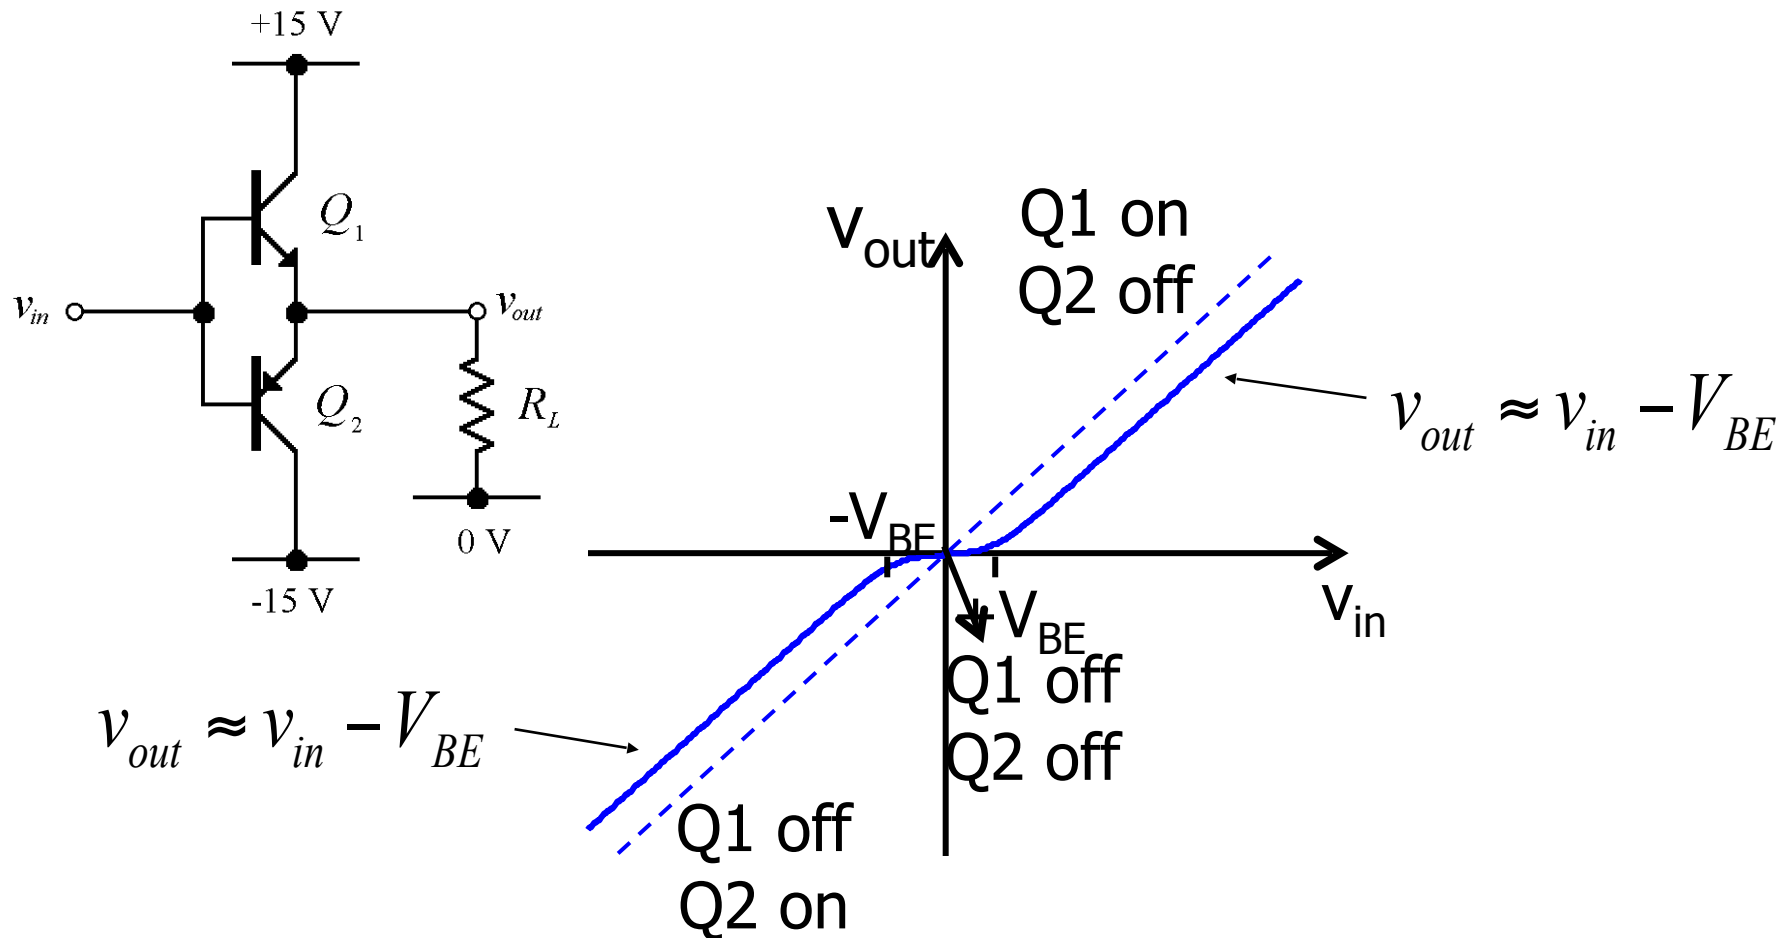 +15 V
Q1
vin
vout
Q2
RL
0 V
-15 V
vout
Q1 on
Q2 off
vout ≈ vin − VBE
-VBE
+VBE
vin
Q1 off
Q2 off
vout ≈ vin − VBE
Q1 off
Q2 on